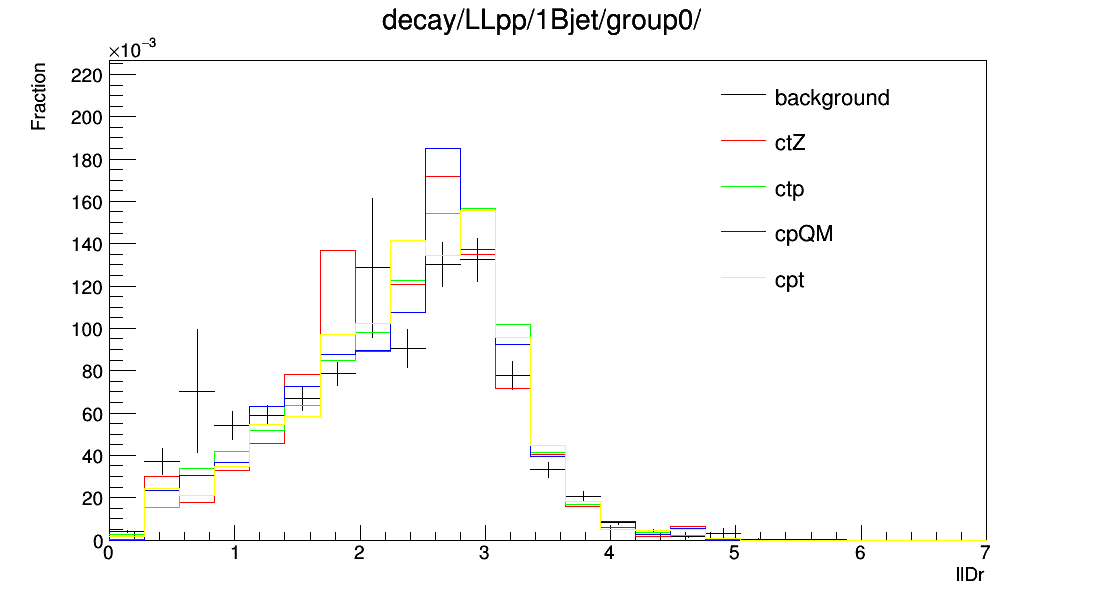 decay/LLpp/1Bjet/group0/
×10⁻³
Fraction
220
200
180
160
140
120
100
80
60
40
20
0
background
ctZ
ctp
cpQM
cpt
0 1 2 3 4 5 6 7
llDr